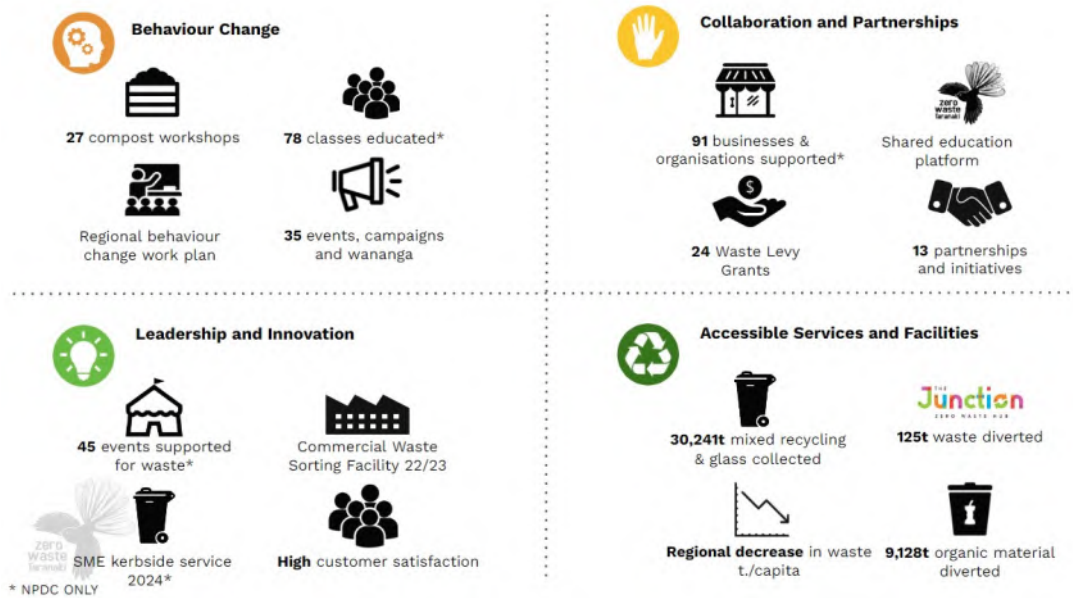 Behaviour Change
27 compost workshops
78 classes educated*
Regional behaviour
change work plan
35 events, campaigns
and wananga
Collaboration and Partnerships
91 businesses &
organisations supported*
zero
waste
taranaki
Shared education
platform
$
24 Waste Levy
Grants
13 partnerships
and initiatives
Leadership and Innovation
45 events supported
for waste*
Commercial Waste
Sorting Facility 22/23
zero
waste
taranaki
SME kerbside service
2024*
High customer satisfaction
* NPDC ONLY
Accessible Services and Facilities
30,241t mixed recycling
& glass collected
THE
Junction
ZERO WASTE HUB
125t waste diverted
Regional decrease in waste
t./capita
9,128t organic material
diverted